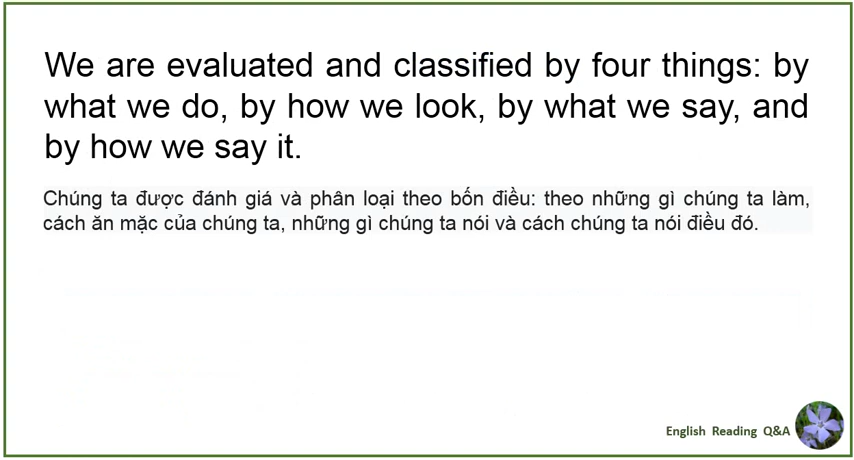 We are evaluated and classified by four things: by
what we do, by how we look, by what we say, and
by how we say it.
Chúng ta được đánh giá và phân loại theo bốn điều: theo những gì chúng ta làm,
cách ăn mặc của chúng ta, những gì chúng ta nói và cách chúng ta nói điều đó.
English Reading Q&A